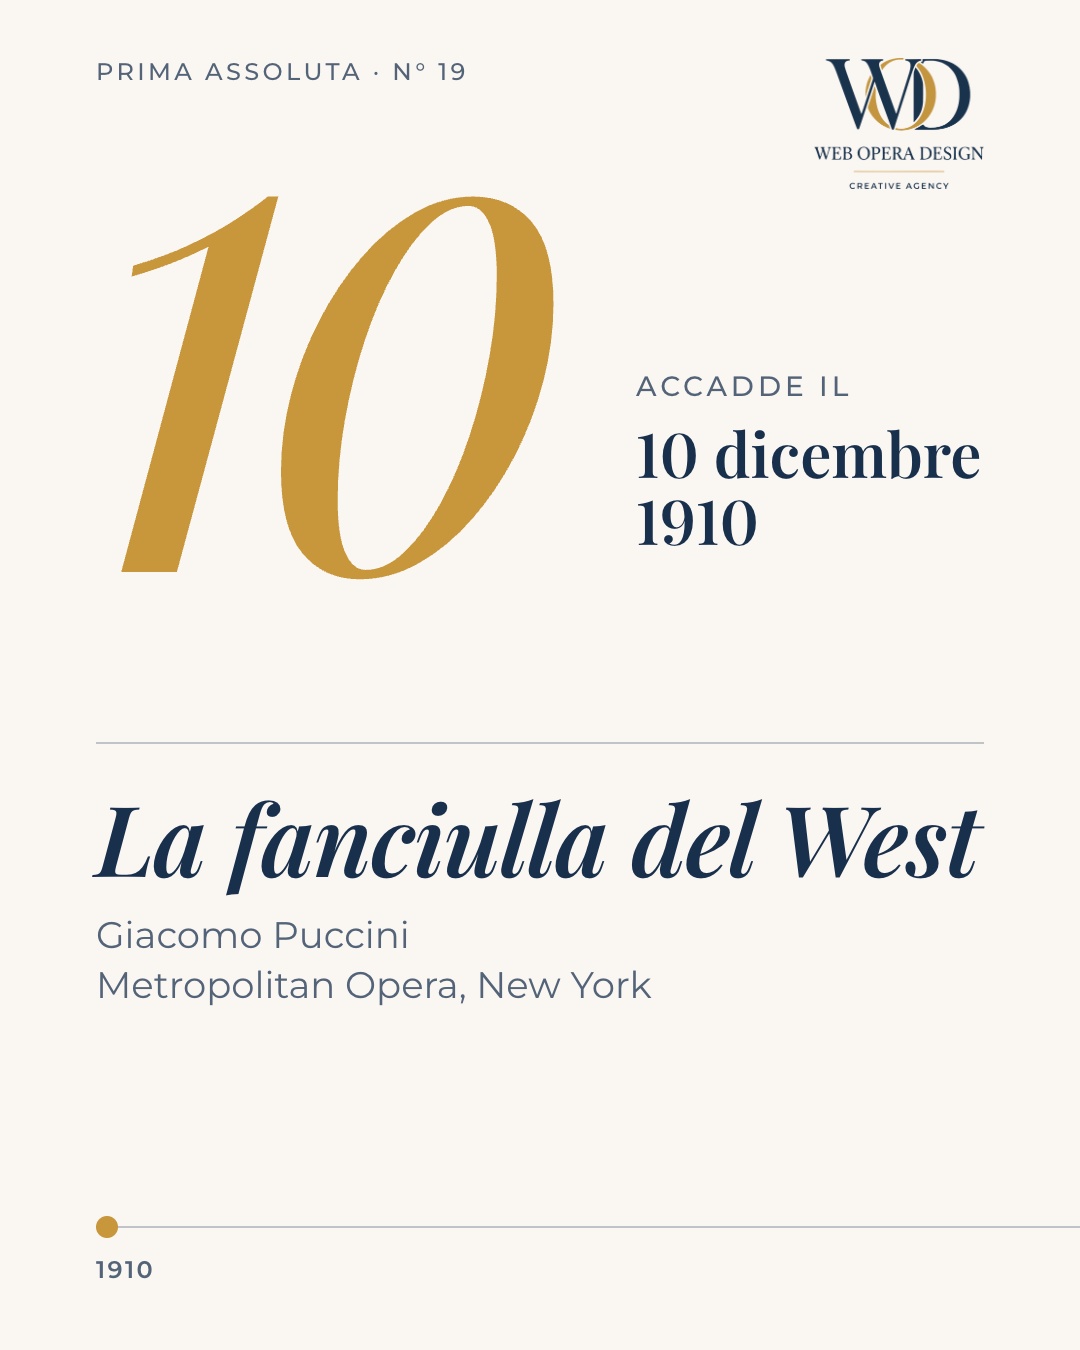 PRIMA ASSOLUTA · N° 19
WOD
WEB OPERA DESIGN
CREATIVE AGENCY
10
ACCADDE IL
10 dicembre
1910
La fanciulla del West
Giacomo Puccini
Metropolitan Opera, New York
1910